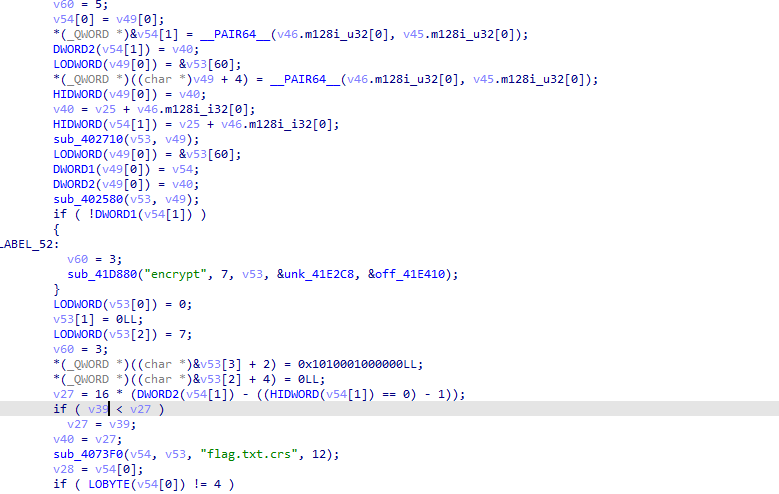 v60 = 5;
v54[0] = v49[0];
*(_QWORD *)&v54[1] = __PAIR64__(v46.m128i_u32[0], v45.m128i_u32[0]);
DWORD2(v54[1]) = v40;
LODWORD(v49[0]) = &v53[60];
*(_QWORD *)((char *)v49 + 4) = __PAIR64__(v46.m128i_u32[0], v45.m128i_u32[0]);
HIDWORD(v49[0]) = v40;
v40 = v25 + v46.m128i_i32[0];
HIDWORD(v54[1]) = v25 + v46.m128i_i32[0];
sub_402710(v53, v49);
LODWORD(v49[0]) = &v53[60];
DWORD1(v49[0]) = v54;
DWORD2(v49[0]) = v40;
sub_402580(v53, v49);
if ( !DWORD1(v54[1]) )
{
LABEL_52:
v60 = 3;
sub_41D880("encrypt", 7, v53, &unk_41E2C8, &off_41E410);
}
LODWORD(v53[0]) = 0;
v53[1] = 0LL;
LODWORD(v53[2]) = 7;
v60 = 3;
*(_QWORD *)((char *)&v53[3] + 2) = 0x1010001000000LL;
*(_QWORD *)((char *)&v53[2] + 4) = 0LL;
v27 = 16 * (DWORD2(v54[1]) - ((HIDWORD(v54[1]) == 0) - 1));
if ( v39 < v27 )
v27 = v39;
v40 = v27;
sub_4073F0(v54, v53, "flag.txt.crs", 12);
v28 = v54[0];
if ( LOBYTE(v54[0]) != 4 )